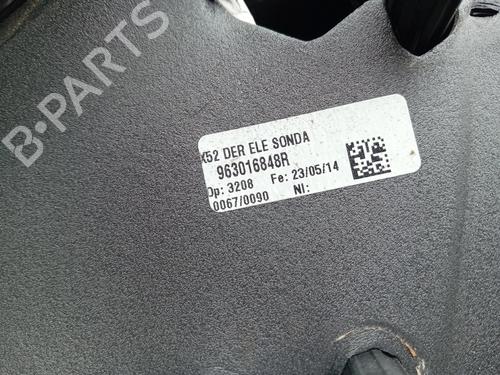 B-PARTS
X52 DER ELE SONDA
963016848R
Op: 3208 Fe: 23/05/14
0067/0090 NI: